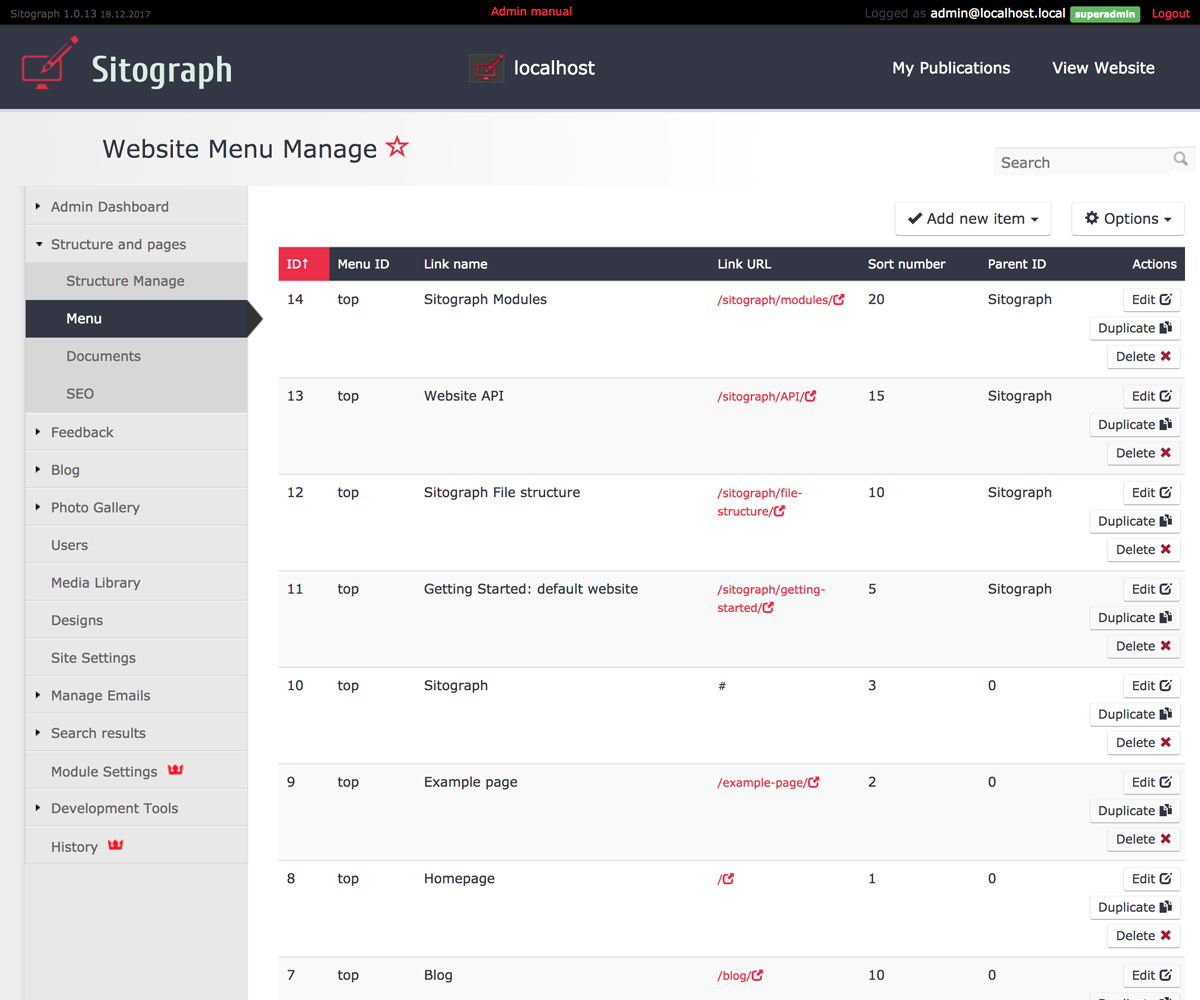 Sitograph 1.0.13 18.12.2017
Admin manual
Logged as admin@localhost.local superadmin Logout
Sitograph
localhost
My Publications View Website
Website Menu Manage
Search
Admin Dashboard
Structure and pages
Structure Manage
Menu
Documents
SEO
Feedback
Blog
Photo Gallery
Users
Media Library
Designs
Site Settings
Manage Emails
Search results
Module Settings
Development Tools
History
Add new item Options
ID↑ Menu ID Link name Link URL Sort number Parent ID Actions
14 top Sitograph Modules /sitograph/modules/ 20 Sitograph Edit
Duplicate
Delete
13 top Website API /sitograph/API/ 15 Sitograph Edit
Duplicate
Delete
12 top Sitograph File structure /sitograph/file- 10 Sitograph Edit
structure/ Duplicate
Delete
11 top Getting Started: default website /sitograph/getting- 5 Sitograph Edit
started/ Duplicate
Delete
10 top Sitograph # 3 0 Edit
Duplicate
Delete
9 top Example page /example-page/ 2 0 Edit
Duplicate
Delete
8 top Homepage / 1 0 Edit
Duplicate
Delete
7 top Blog /blog/ 10 0 Edit